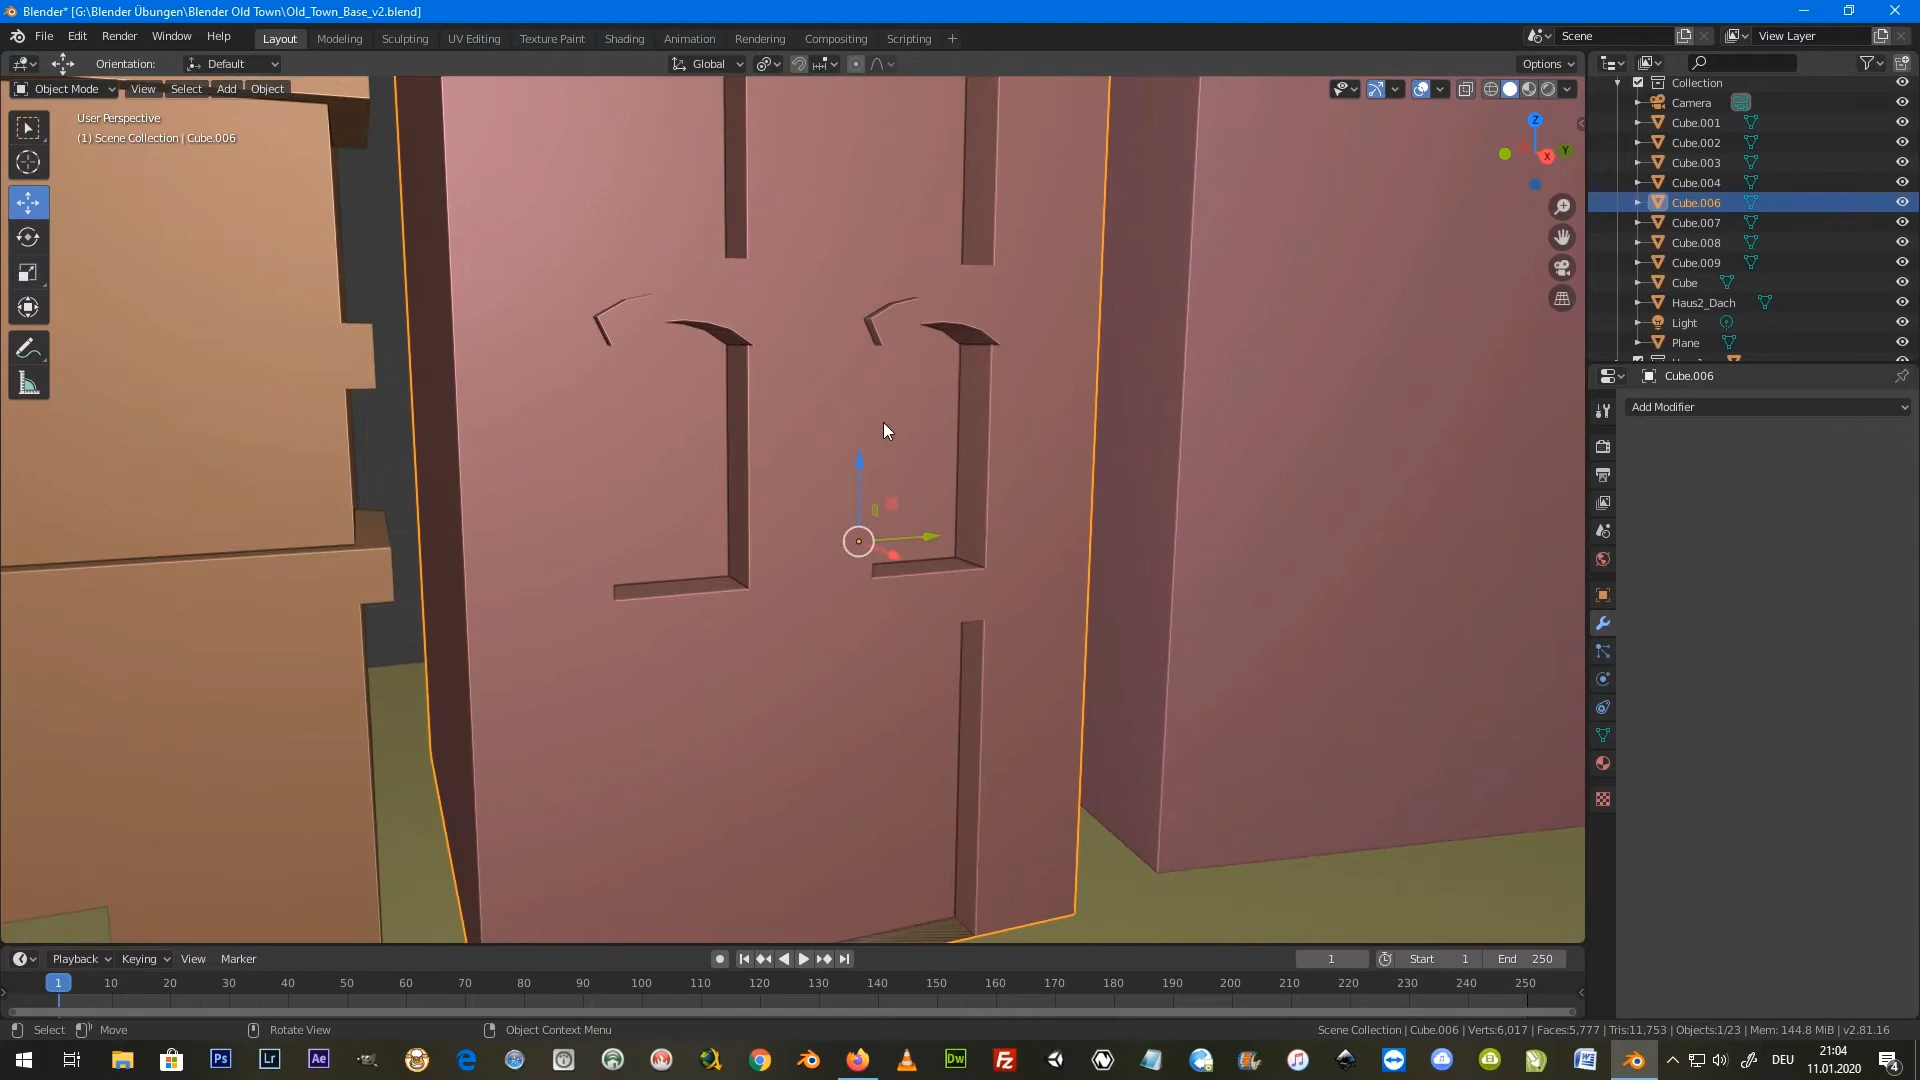 Blender* [G:\Blender Übungen\Blender Old Town\Old_Town_Base_v2.blend]
File Edit Render Window Help Layout Modeling Sculpting UV Editing Texture Paint Shading Animation Rendering Compositing Scripting + Scene View Layer
Orientation: Default Global Options
Object Mode View Select Add Object
User Perspective
(1) Scene Collection | Cube.006
Z
X
Y
Collection
Camera
Cube.001
Cube.002
Cube.003
Cube.004
Cube.006
Cube.007
Cube.008
Cube.009
Cube
Haus2_Dach
Light
Plane
Cube.006
Add Modifier
Playback Keying View Marker 1 Start 1 End 250
1 10 20 30 40 50 60 70 80 90 100 110 120 130 140 150 160 170 180 190 200 210 220 230 240 250
Select Move Rotate View Object Context Menu Scene Collection | Cube.006 | Verts:6,017 | Faces:5,777 | Tris:11,753 | Objects:1/23 | Mem: 144.8 MiB | v2.81.16
Ps Lr Ae Dw Fz DEU 21:04
11.01.2020 4